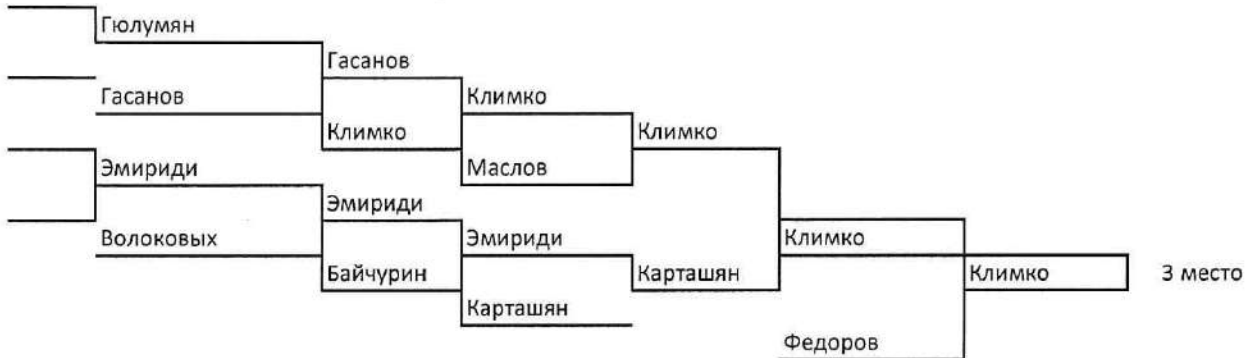 Гюлумян
Гасанов
Гасанов
Климко
Климко
Климко
Эмириди
Маслов
Эмириди
Волоковых
Эмириди
Климко
Байчурин
Карташян
Климко
3 место
Карташян
Федоров